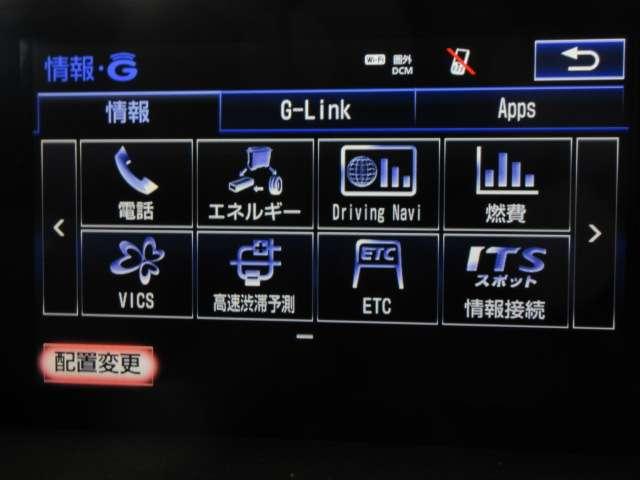 情報・G
Wi-Fi 圏外
DCM
情報
G-Link
Apps
電話
エネルギー
Driving Navi
燃費
VICS
高速渋滞予測
ETC
ETC
ITS
スポット
情報接続
配置変更